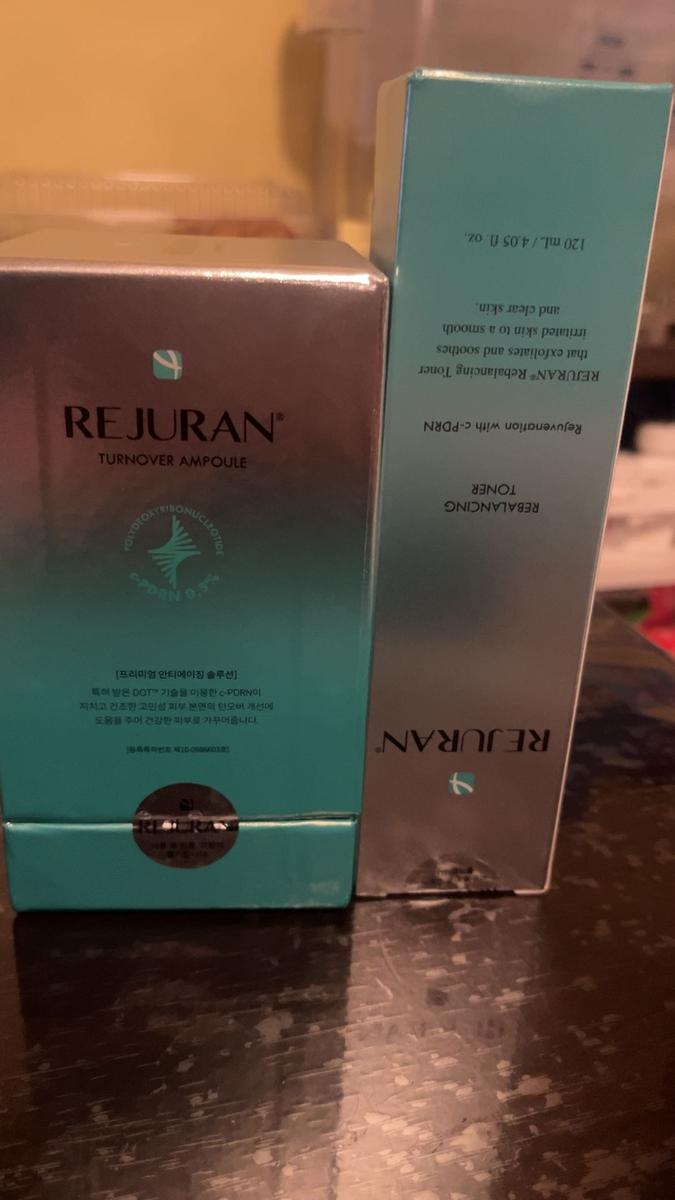 REJURAN®
TURNOVER AMPOULE
POLYDEOXYRIBONUCLEOTIDE
c-PDRN 0.5%
[프리미엄 안티에이징 솔루션]
특허 받은 DOT™ 기술을 이용한 c-PDRN이
지치고 건조한 고민섬 피부 본연의 턴오버 개선에
도움을 주어 건강한 피부로 가꾸어줍니다.
REJURAN
REJURAN®
REBALANCING
TONER
Rejuvenation with c-PDRN
REJURAN® Rebalancing Toner
that exfoliates and soothes
irritated skin to a smooth
and clear skin.
120 mL / 4.05 fl. oz.